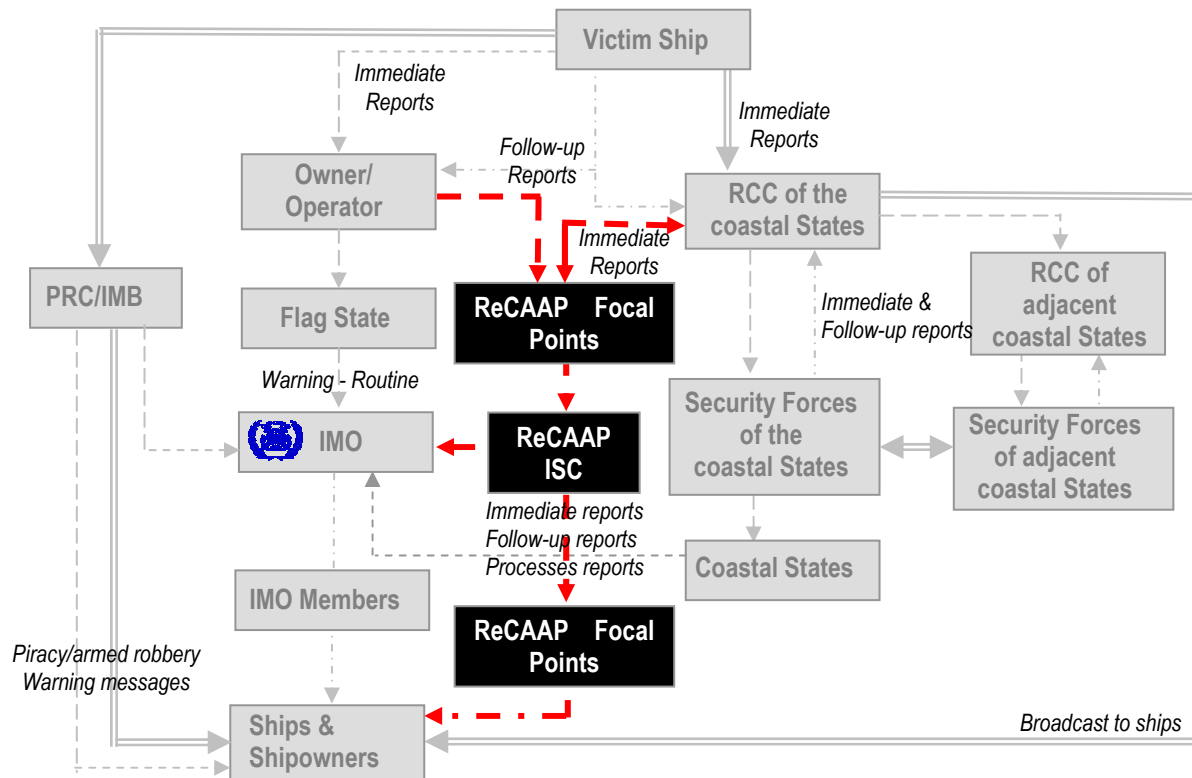 Victim Ship
Immediate
Reports
Immediate
Reports
Follow-up
Reports
Owner/
Operator
RCC of the
coastal States
Immediate
Reports
RCC of
adjacent
coastal States
PRC/IMB
Flag State
ReCAAP Focal
Points
Immediate &
Follow-up reports
Warning - Routine
IMO
ReCAAP
ISC
Security Forces
of the
coastal States
Security Forces
of adjacent
coastal States
Immediate reports
Follow-up reports
Processes reports
Coastal States
IMO Members
ReCAAP Focal
Points
Piracy/armed robbery
Warning messages
Ships &
Shipowners
Broadcast to ships